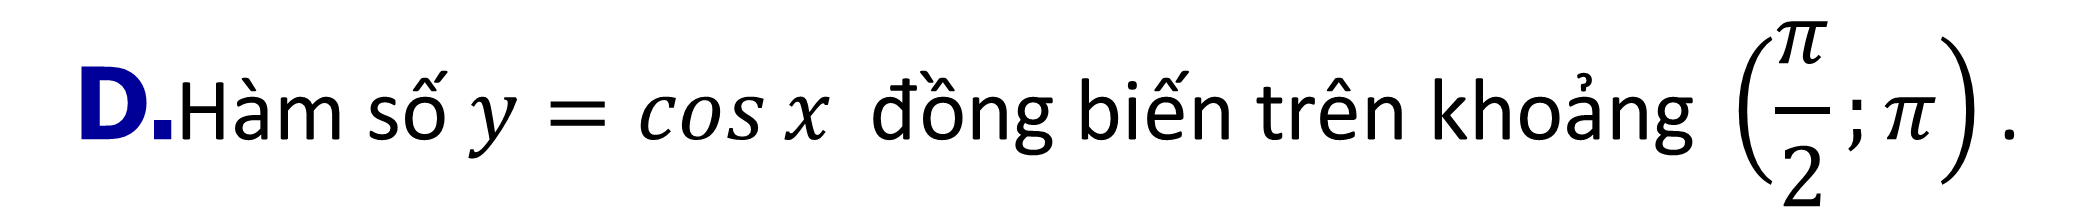 D.Hàm số y = cos x đồng biến trên khoảng (π/2; π).